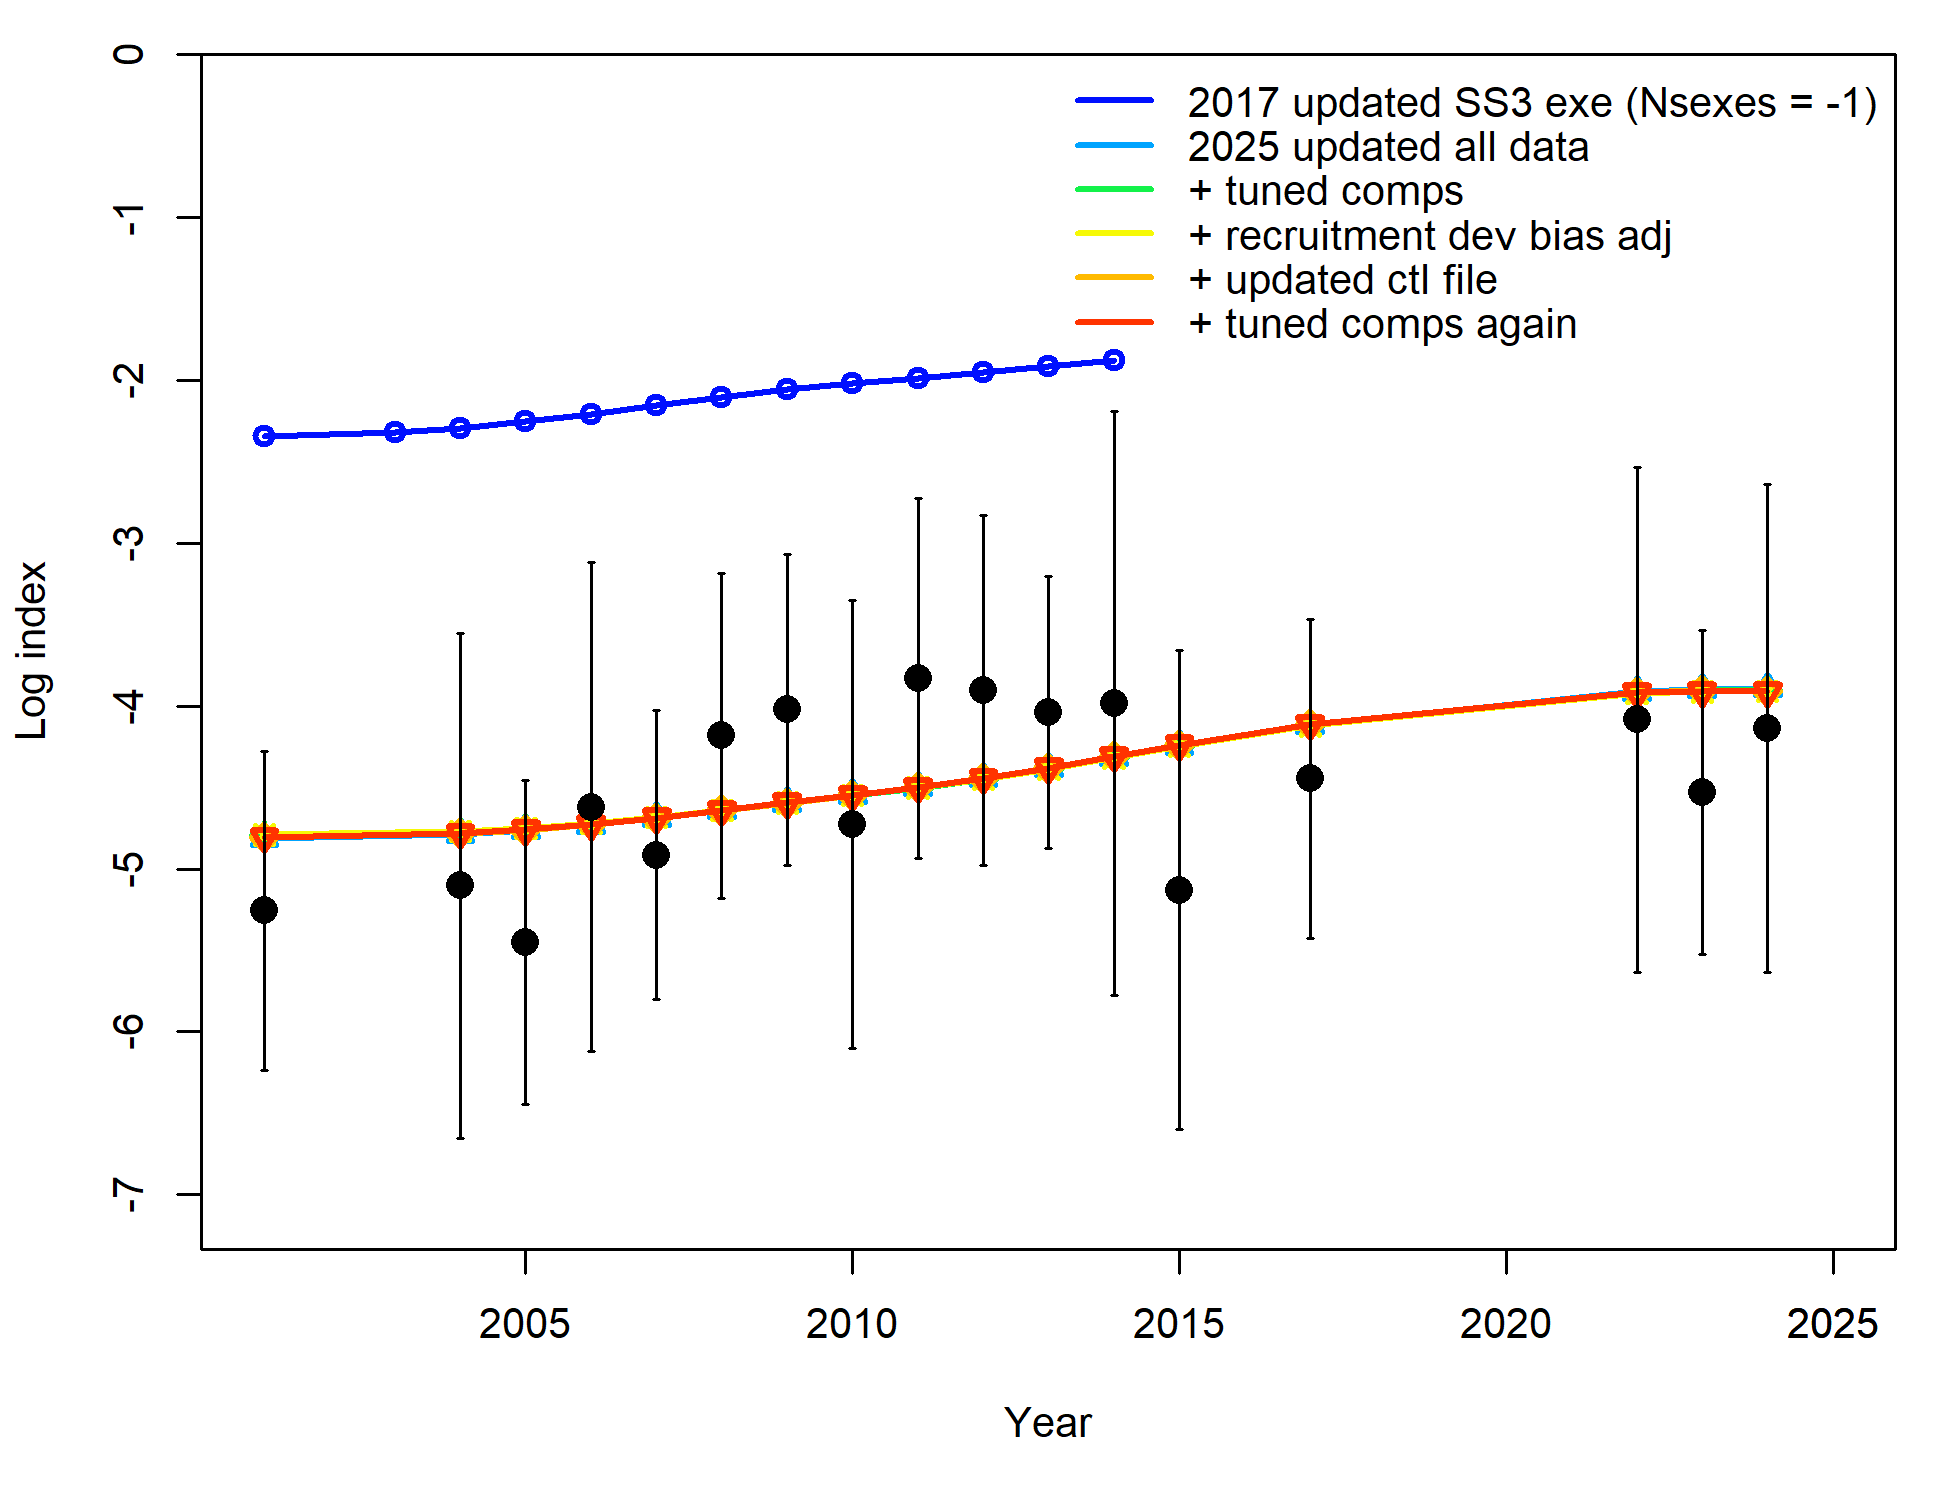 0
-1
-2
-3
-4
-5
-6
-7
Log index
2017 updated SS3 exe (Nsexes = -1)
2025 updated all data
+ tuned comps
+ recruitment dev bias adj
+ updated ctl file
+ tuned comps again
2005 2010 2015 2020 2025
Year